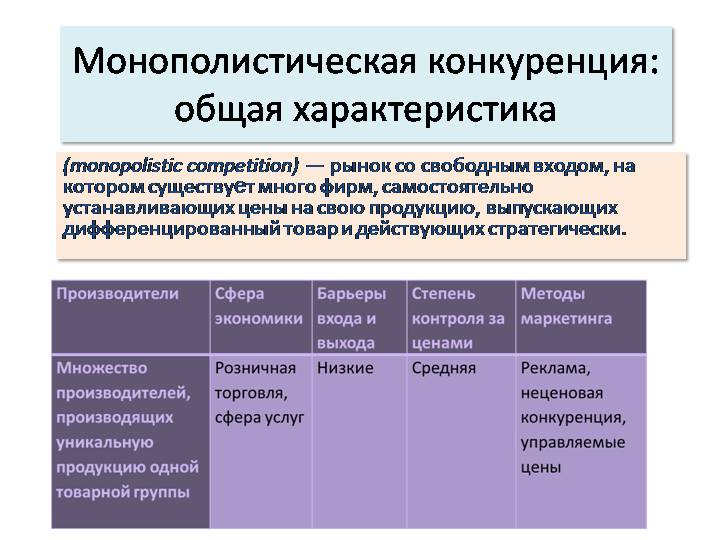 Монополистическая конкуренция:
общая характеристика
(monopolistic competition) — рынок со свободным входом, на
котором существует много фирм, самостоятельно
устанавливающих цены на свою продукцию, выпускающих
дифференцированный товар и действующих стратегически.
Производители
Сфера
экономики
Барьеры
входа и
выхода
Степень
контроля за
ценами
Методы
маркетинга
Множество
производителей,
производящих
уникальную
продукцию одной
товарной группы
Розничная
торговля,
сфера услуг
Низкие
Средняя
Реклама,
неценовая
конкуренция,
управляемые
цены